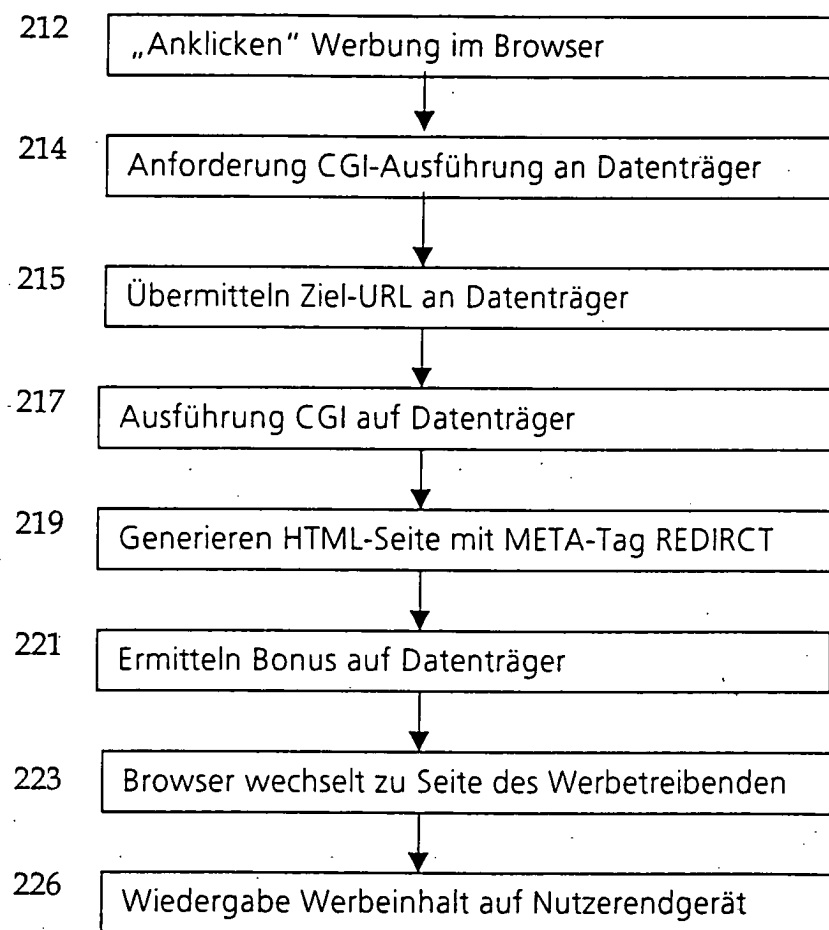 212 „Anklicken“ Werbung im Browser
214 Anforderung CGI-Ausführung an Datenträger
215 Übermitteln Ziel-URL an Datenträger
217 Ausführung CGI auf Datenträger
219 Generieren HTML-Seite mit META-Tag REDIRCT
221 Ermitteln Bonus auf Datenträger
223 Browser wechselt zu Seite des Werbetreibenden
226 Wiedergabe Werbeinhalt auf Nutzerendgerät